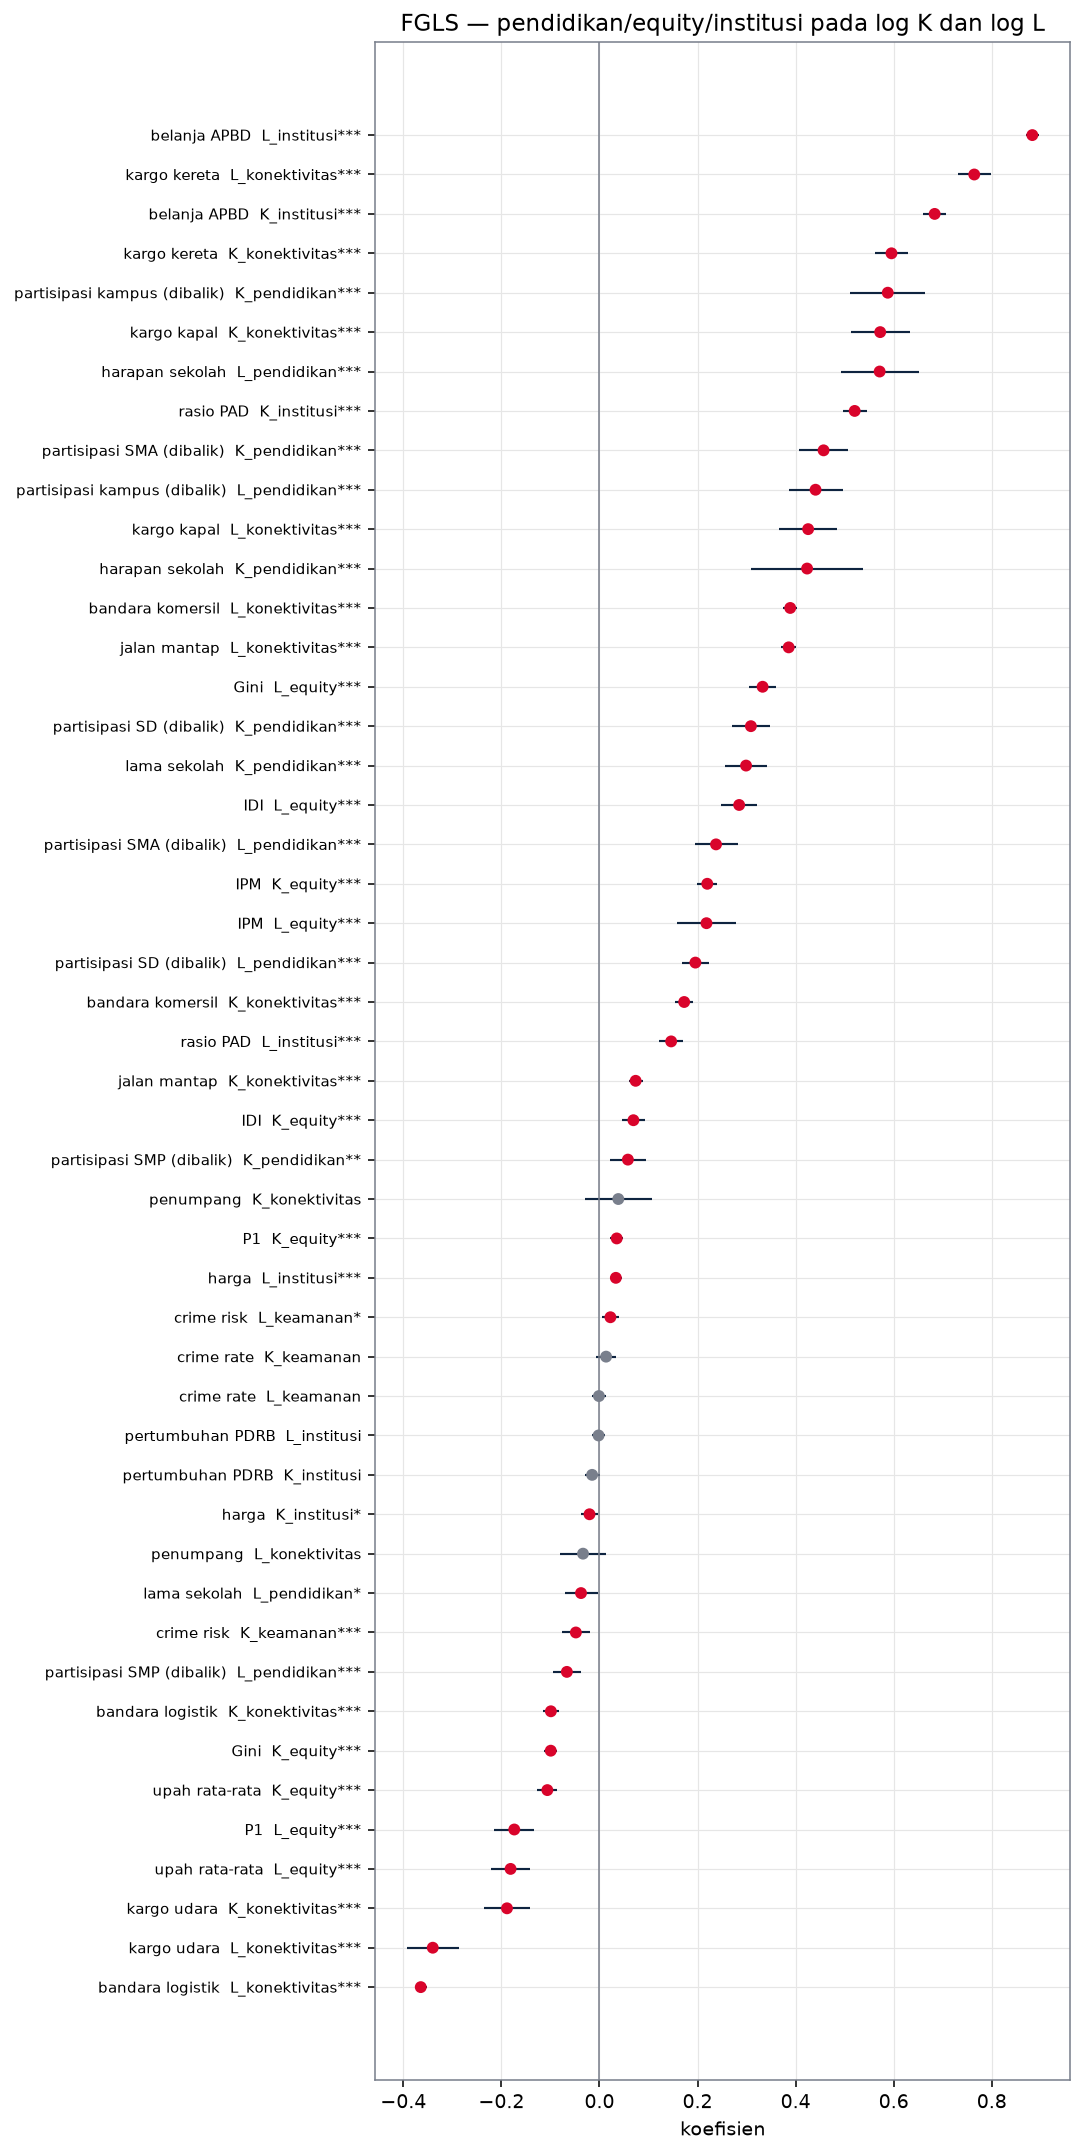 FGLS — pendidikan/equity/institusi pada log K dan log L
belanja APBD  L_institusi***
kargo kereta  L_konektivitas***
belanja APBD  K_institusi***
kargo kereta  K_konektivitas***
partisipasi kampus (dibalik)  K_pendidikan***
kargo kapal  K_konektivitas***
harapan sekolah  L_pendidikan***
rasio PAD  K_institusi***
partisipasi SMA (dibalik)  K_pendidikan***
partisipasi kampus (dibalik)  L_pendidikan***
kargo kapal  L_konektivitas***
harapan sekolah  K_pendidikan***
bandara komersil  L_konektivitas***
jalan mantap  L_konektivitas***
Gini  L_equity***
partisipasi SD (dibalik)  K_pendidikan***
lama sekolah  K_pendidikan***
IDI  L_equity***
partisipasi SMA (dibalik)  L_pendidikan***
IPM  K_equity***
IPM  L_equity***
partisipasi SD (dibalik)  L_pendidikan***
bandara komersil  K_konektivitas***
rasio PAD  L_institusi***
jalan mantap  K_konektivitas***
IDI  K_equity***
partisipasi SMP (dibalik)  K_pendidikan**
penumpang  K_konektivitas
P1  K_equity***
harga  L_institusi***
crime risk  L_keamanan*
crime rate  K_keamanan
crime rate  L_keamanan
pertumbuhan PDRB  L_institusi
pertumbuhan PDRB  K_institusi
harga  K_institusi*
penumpang  L_konektivitas
lama sekolah  L_pendidikan*
crime risk  K_keamanan***
partisipasi SMP (dibalik)  L_pendidikan***
bandara logistik  K_konektivitas***
Gini  K_equity***
upah rata-rata  K_equity***
P1  L_equity***
upah rata-rata  L_equity***
kargo udara  K_konektivitas***
kargo udara  L_konektivitas***
bandara logistik  L_konektivitas***
−0.4 −0.2 0.0 0.2 0.4 0.6 0.8
koefisien